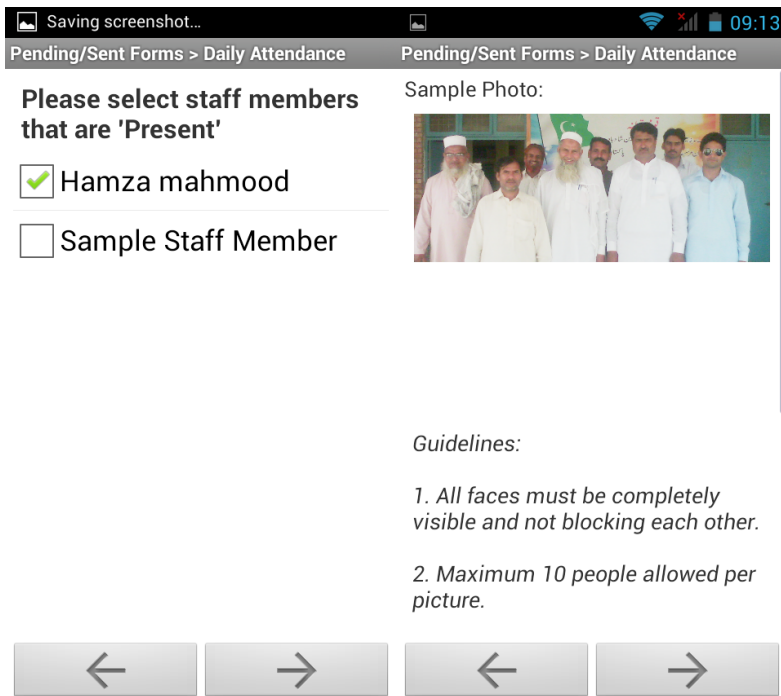 Saving screenshot...
Pending/Sent Forms > Daily Attendance
Please select staff members
that are 'Present'
Hamza mahmood
Sample Staff Member
09:13
Pending/Sent Forms > Daily Attendance
Sample Photo:
Guidelines:
1. All faces must be completely
visible and not blocking each other.
2. Maximum 10 people allowed per
picture.